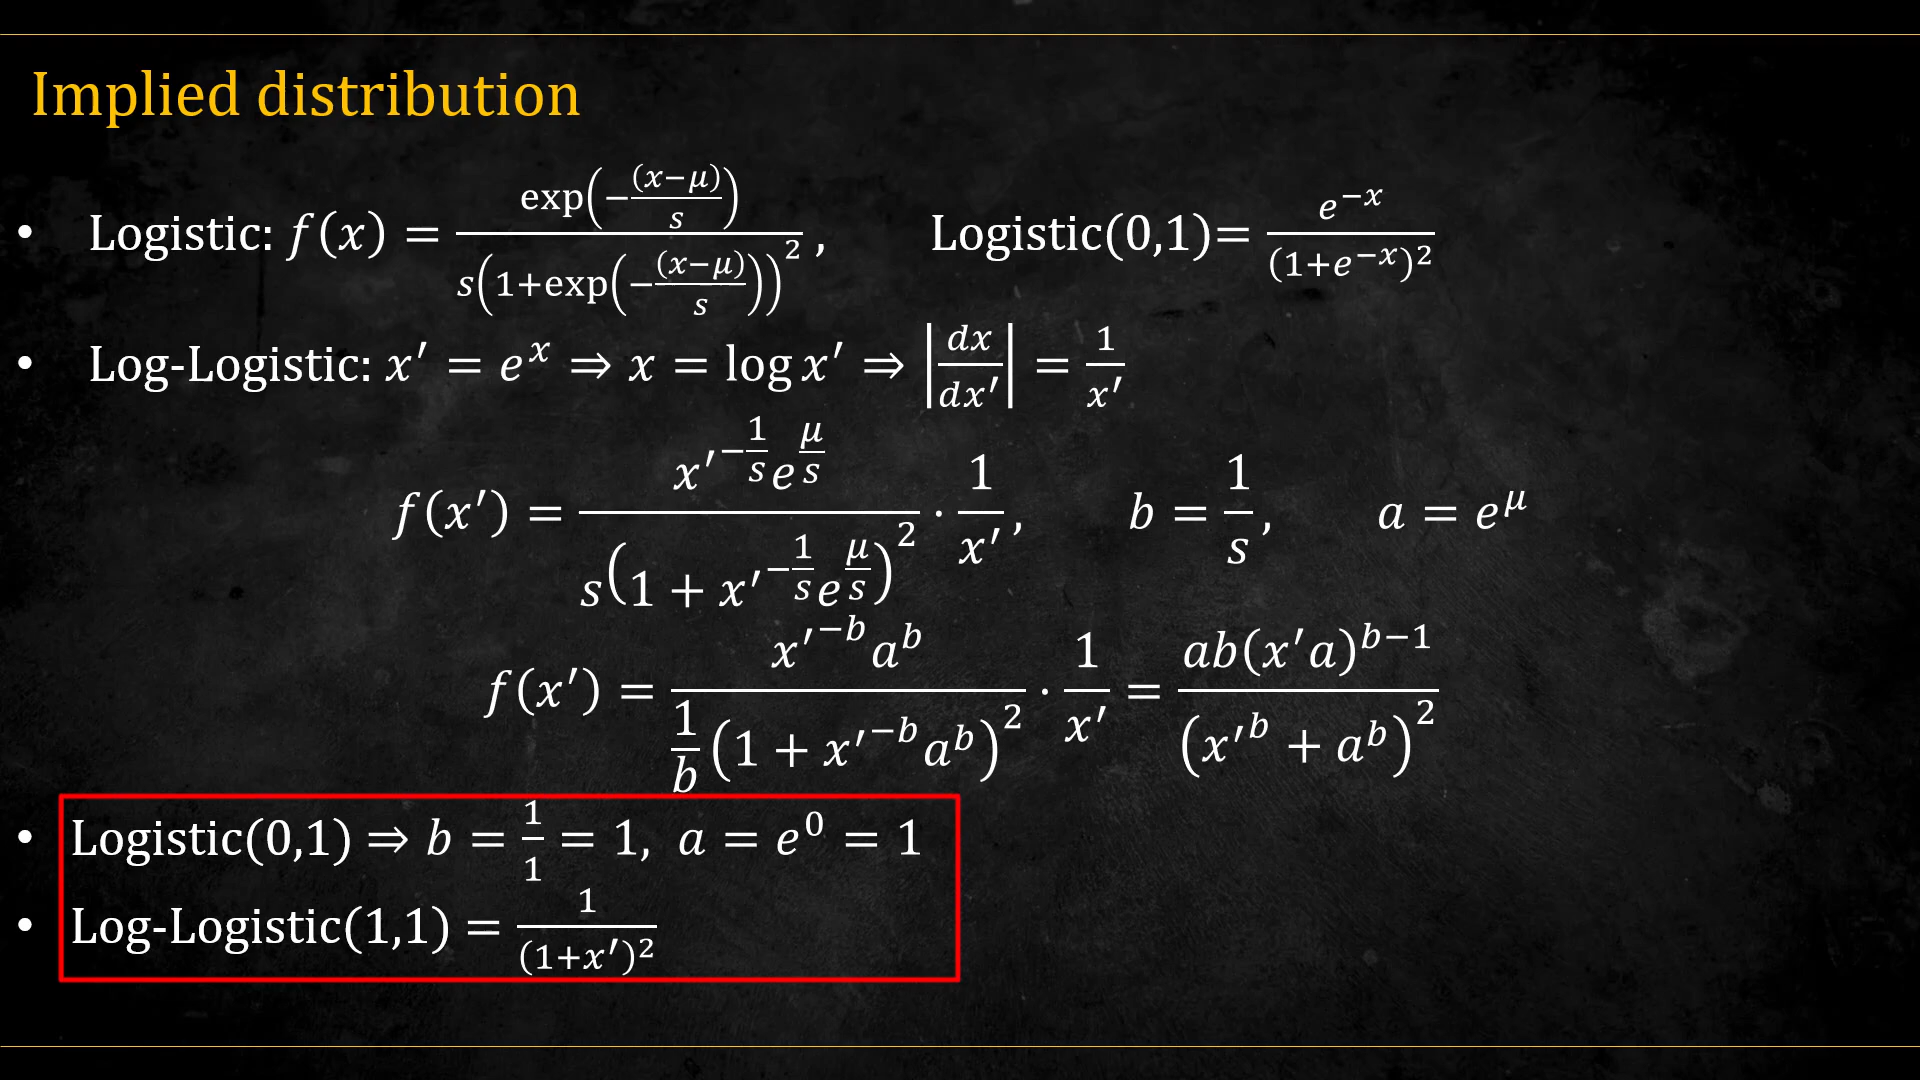 Implied distribution
• Logistic: f(x) = exp(−(x−μ)/s) / s(1+exp(−(x−μ)/s))², Logistic(0,1)= e^{−x} / (1+e^{−x})²
• Log-Logistic: x′ = e^x ⇒ x = log x′ ⇒ |dx/dx′| = 1/x′
f(x′) = x′^{−1/s} e^{μ/s} / s(1 + x′^{−1/s} e^{μ/s})² · 1/x′, b = 1/s, a = e^μ
f(x′) = x′^{−b} a^b / (1/b)(1 + x′^{−b} a^b)² · 1/x′ = ab(x′a)^{b−1} / (x′^b + a^b)²
• Logistic(0,1) ⇒ b = 1/1 = 1, a = e^0 = 1
• Log-Logistic(1,1) = 1 / (1+x′)²